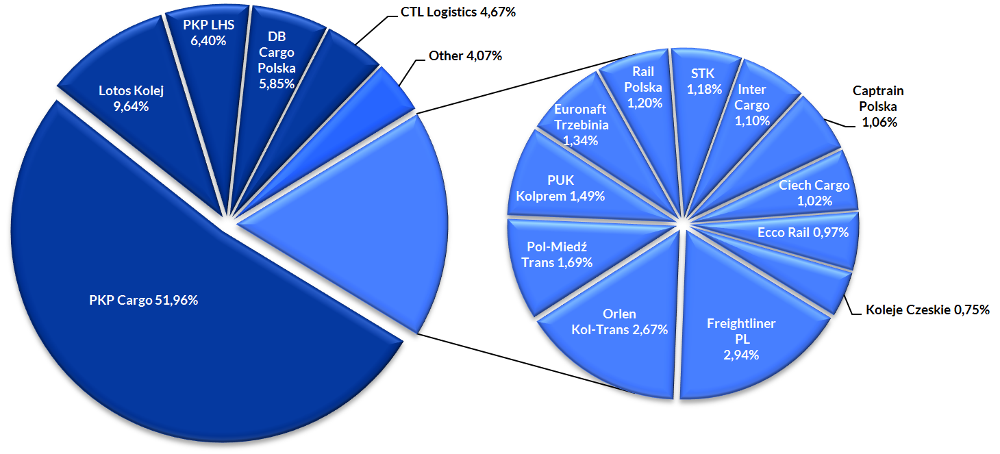 CTL Logistics 4,67%
PKP LHS
6,40%
DB
Cargo
Polska
5,85%
Other 4,07%
Lotos Kolej
9,64%
PKP Cargo 51,96%
Rail
Polska
1,20%
STK
1,18%
Inter
Cargo
1,10%
Captrain
Polska
1,06%
Euronaft
Trzebinia
1,34%
PUK
Kolprem 1,49%
Ciech Cargo
1,02%
Ecco Rail 0,97%
Pol-Miedź
Trans 1,69%
Koleje Czeskie 0,75%
Orlen
Kol-Trans 2,67%
Freightliner
PL
2,94%